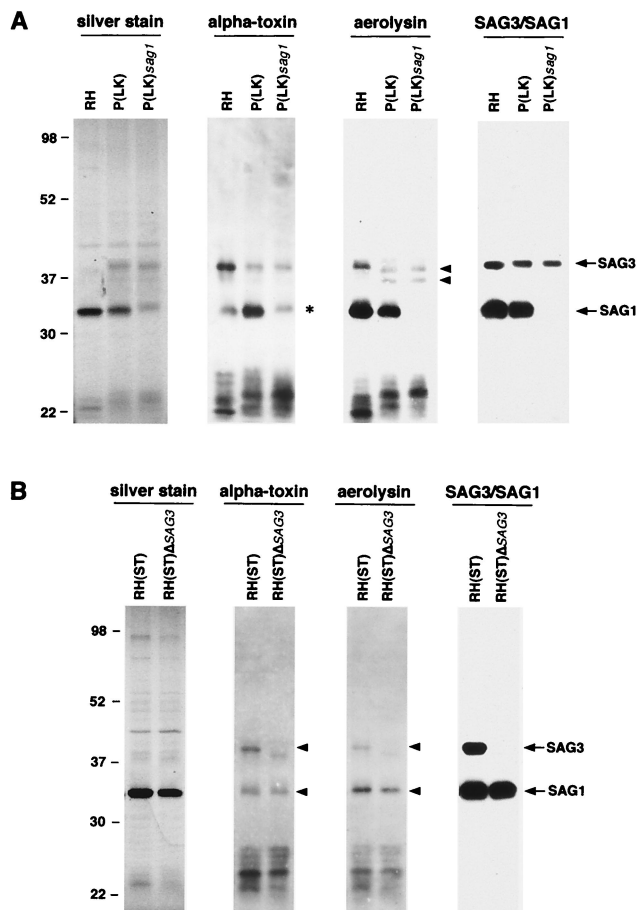 A
silver stain
alpha-toxin
aerolysin
SAG3/SAG1
RH
P(LK)
P(LK)sag1
RH
P(LK)
P(LK)sag1
RH
P(LK)
P(LK)sag1
RH
P(LK)
P(LK)sag1
98
52
37
30
22
*
SAG3
SAG1
B
silver stain
alpha-toxin
aerolysin
SAG3/SAG1
RH(ST)
RH(ST)ΔSAG3
RH(ST)
RH(ST)ΔSAG3
RH(ST)
RH(ST)ΔSAG3
RH(ST)
RH(ST)ΔSAG3
98
52
37
30
22
SAG3
SAG1